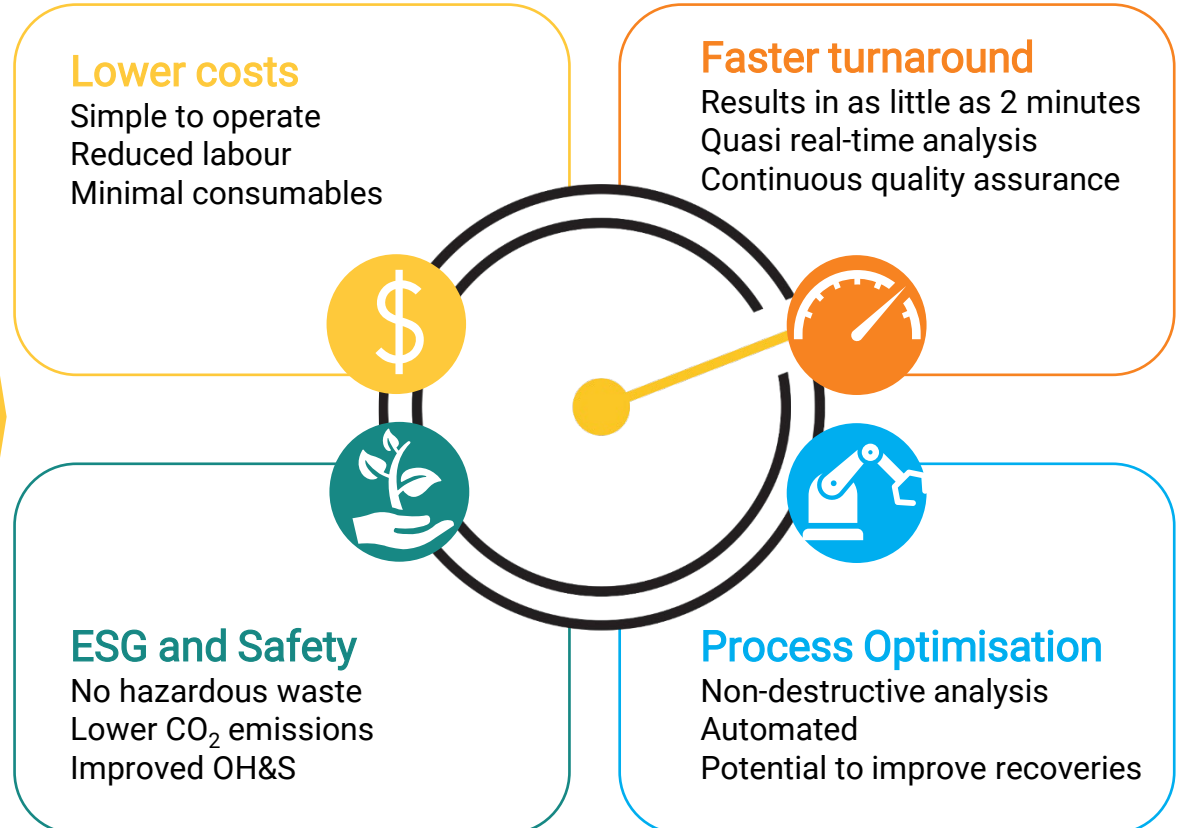 Lower costs
Simple to operate
Reduced labour
Minimal consumables
Faster turnaround
Results in as little as 2 minutes
Quasi real-time analysis
Continuous quality assurance
$
ESG and Safety
No hazardous waste
Lower CO₂ emissions
Improved OH&S
Process Optimisation
Non-destructive analysis
Automated
Potential to improve recoveries